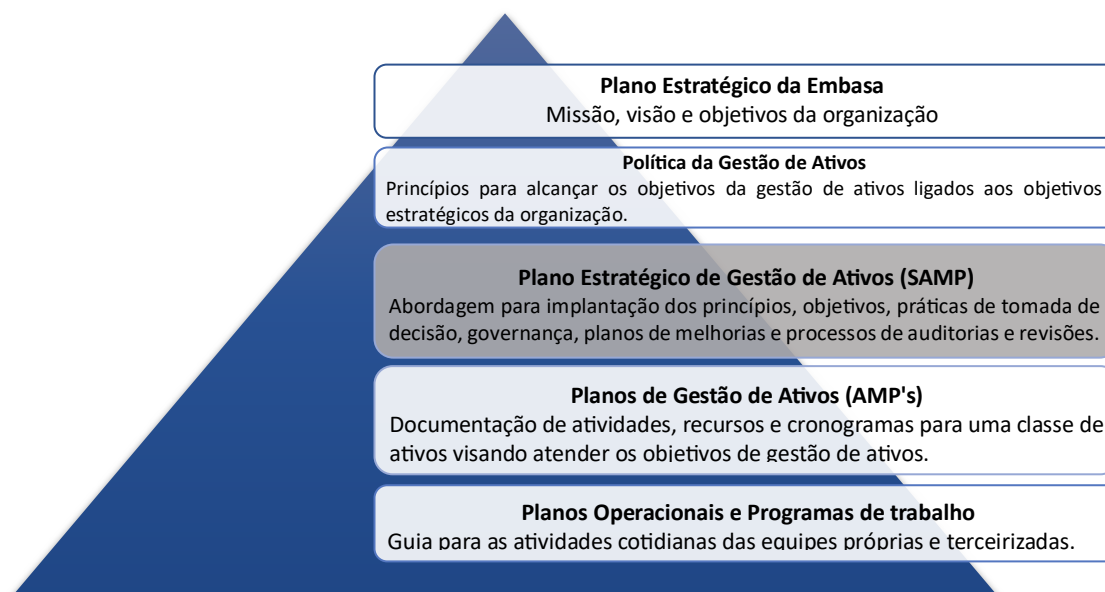 Plano Estratégico da Embasa
Missão, visão e objetivos da organização
Política da Gestão de Ativos
Princípios para alcançar os objetivos da gestão de ativos ligados aos objetivos
estratégicos da organização.
Plano Estratégico de Gestão de Ativos (SAMP)
Abordagem para implantação dos princípios, objetivos, práticas de tomada de
decisão, governança, planos de melhorias e processos de auditorias e revisões.
Planos de Gestão de Ativos (AMP's)
Documentação de atividades, recursos e cronogramas para uma classe de
ativos visando atender os objetivos de gestão de ativos.
Planos Operacionais e Programas de trabalho
Guia para as atividades cotidianas das equipes próprias e terceirizadas.